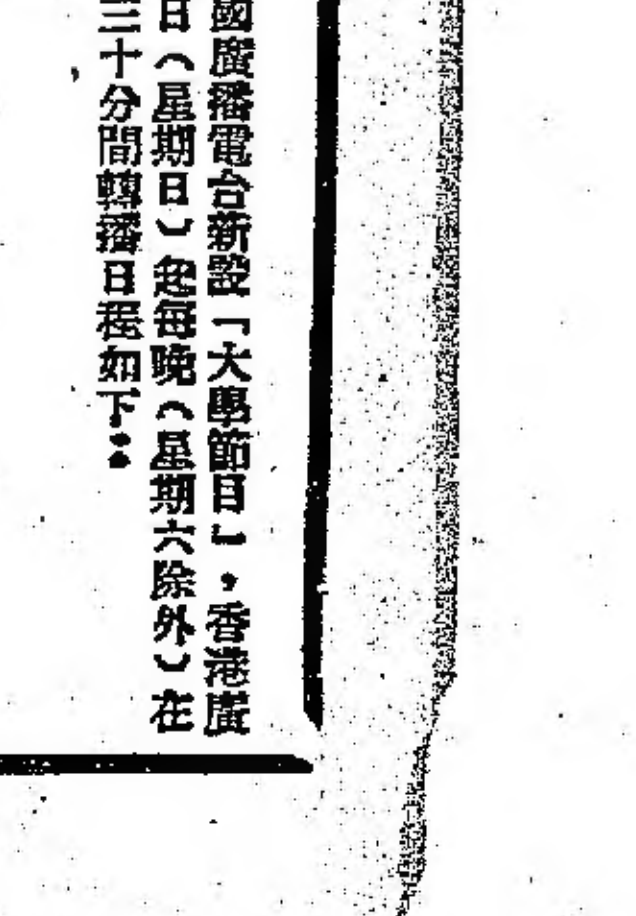 國廣播電台新設「大學節目」，香港廣
日（星期日）起每晚（星期六除外）在
三十分間轉播日程如下：